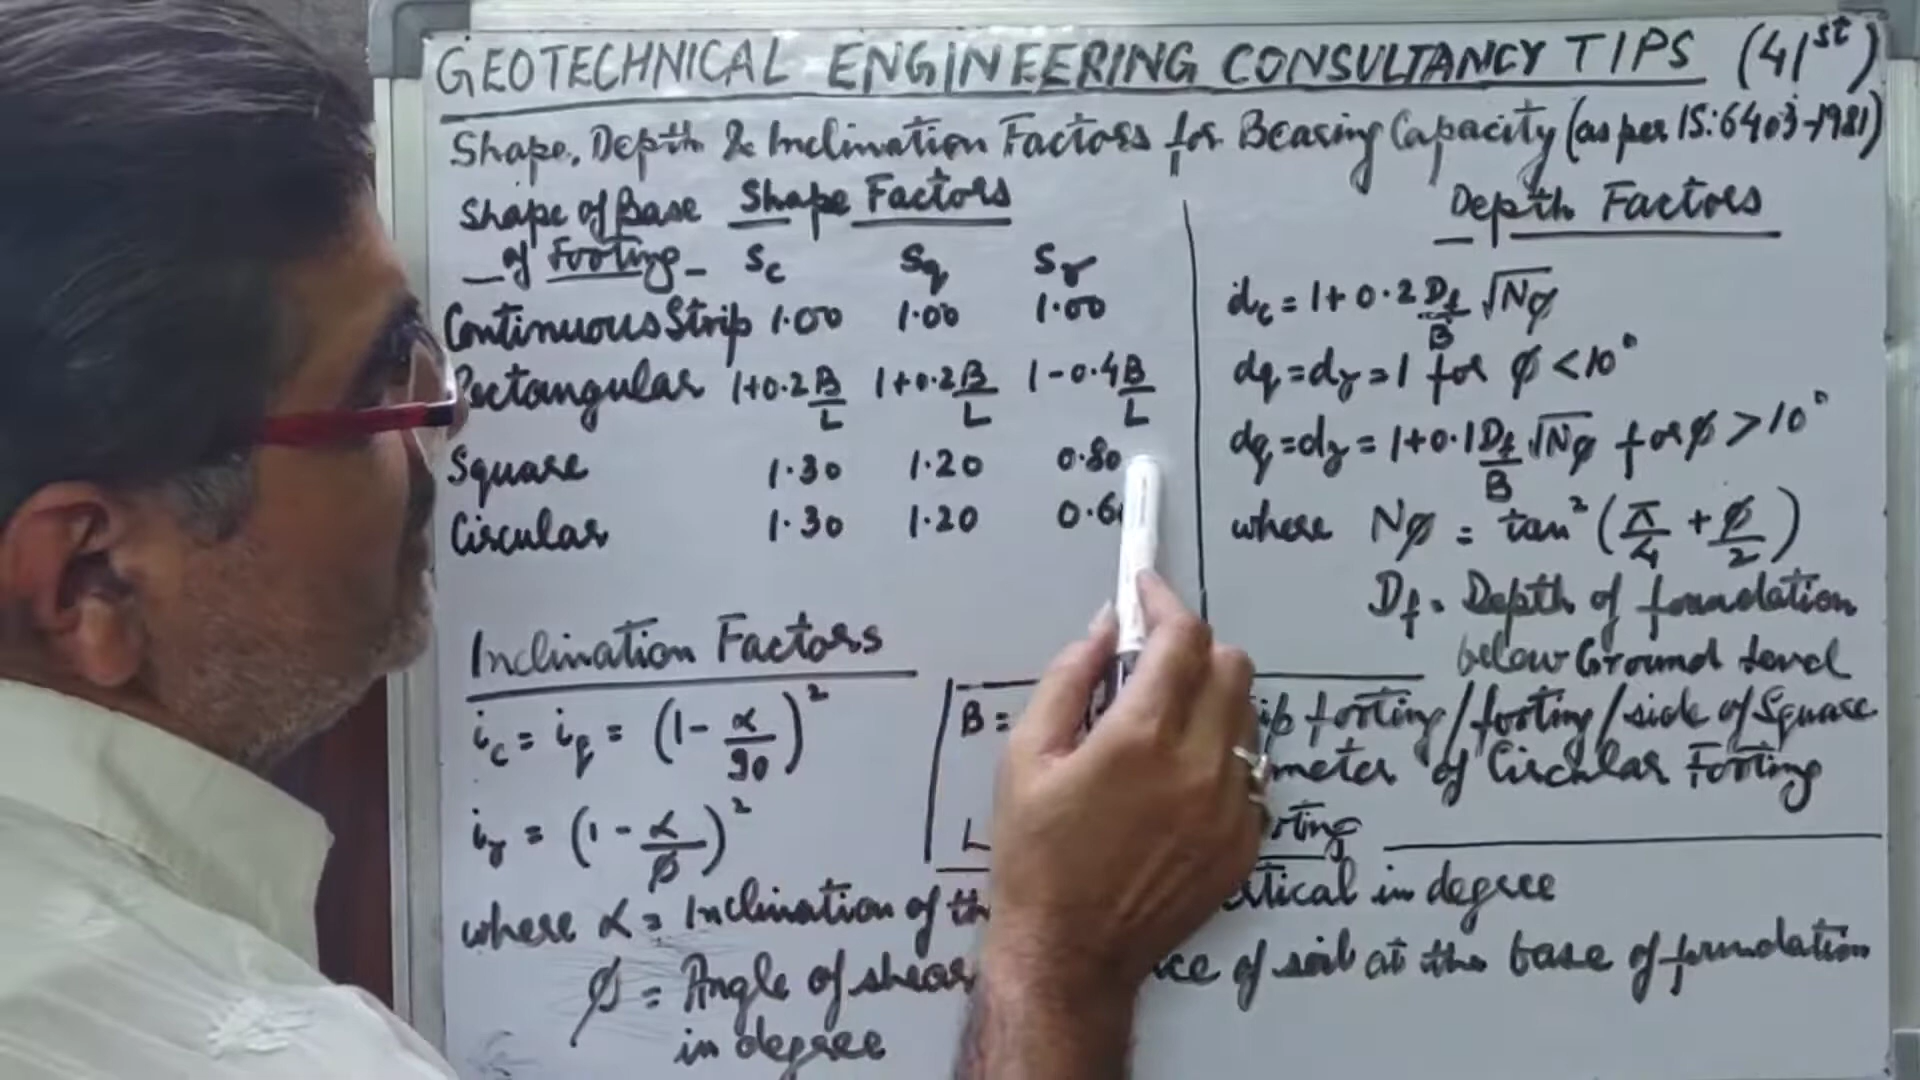 GEOTECHNICAL ENGINEERING CONSULTANCY TIPS (41st)
Shape, Depth & Inclination Factors for Bearing Capacity (as per IS:6403-1981)
Shape of Base of Footing
Shape Factors
Sc Sq Sγ
Continuous Strip 1.00 1.00 1.00
Rectangular 1+0.2 B/L 1+0.2 B/L 1-0.4 B/L
Square 1.30 1.20 0.80
Circular 1.30 1.20 0.6
Depth Factors
dc = 1+0.2 Df/B √Nφ
dq = dγ = 1 for φ < 10°
dq = dγ = 1+0.1 Df/B √Nφ for φ > 10°
where Nφ = tan² (π/4 + φ/2)
Df = Depth of foundation
below Ground Level
Inclination Factors
ic = iq = (1 - α/90)²
iγ = (1 - α/φ)²
B =
footing/footing/side of Square
of Circular Footing
L
where α = Inclination of
in degree
φ = Angle of
of soil at the base of foundation
in degree